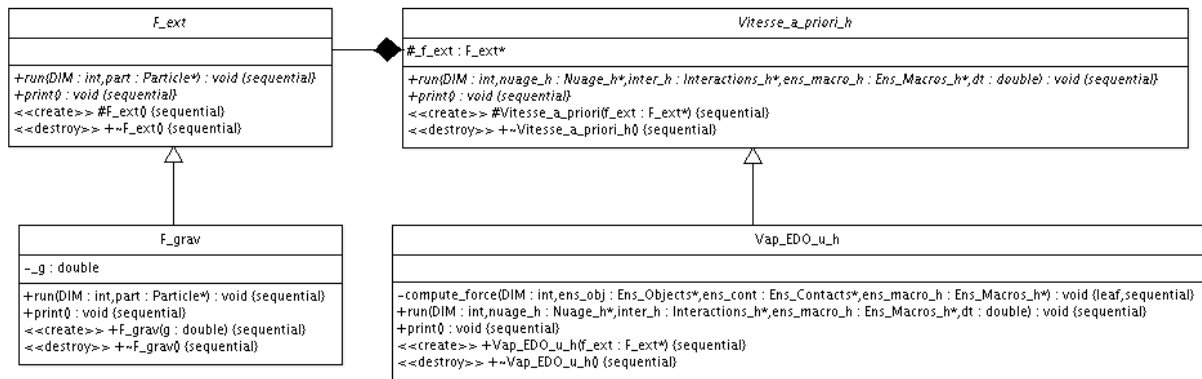 F_ext
+run(DIM : int,part : Particle*) : void {sequential}
+print() : void {sequential}
<<create>> #F_ext() {sequential}
<<destroy>> +~F_ext() {sequential}
Vitesse_a_priori_h
#_f_ext : F_ext*
+run(DIM : int,nuage_h : Nuage_h*,inter_h : Interactions_h*,ens_macro_h : Ens_Macros_h*,dt : double) : void {sequential}
+print() : void {sequential}
<<create>> #Vitesse_a_priori(f_ext : F_ext*) {sequential}
<<destroy>> +~Vitesse_a_priori_h() {sequential}
F_grav
-_g : double
+run(DIM : int,part : Particle*) : void {sequential}
+print() : void {sequential}
<<create>> +F_grav(g : double) {sequential}
<<destroy>> +~F_grav() {sequential}
Vap_EDO_u_h
-compute_force(DIM : int,ens_obj : Ens_Objects*,ens_cont : Ens_Contacts*,ens_macro_h : Ens_Macros_h*) : void {leaf,sequential}
+run(DIM : int,nuage_h : Nuage_h*,inter_h : Interactions_h*,ens_macro_h : Ens_Macros_h*,dt : double) : void {sequential}
+print() : void {sequential}
<<create>> +Vap_EDO_u_h(f_ext : F_ext*) {sequential}
<<destroy>> +~Vap_EDO_u_h() {sequential}